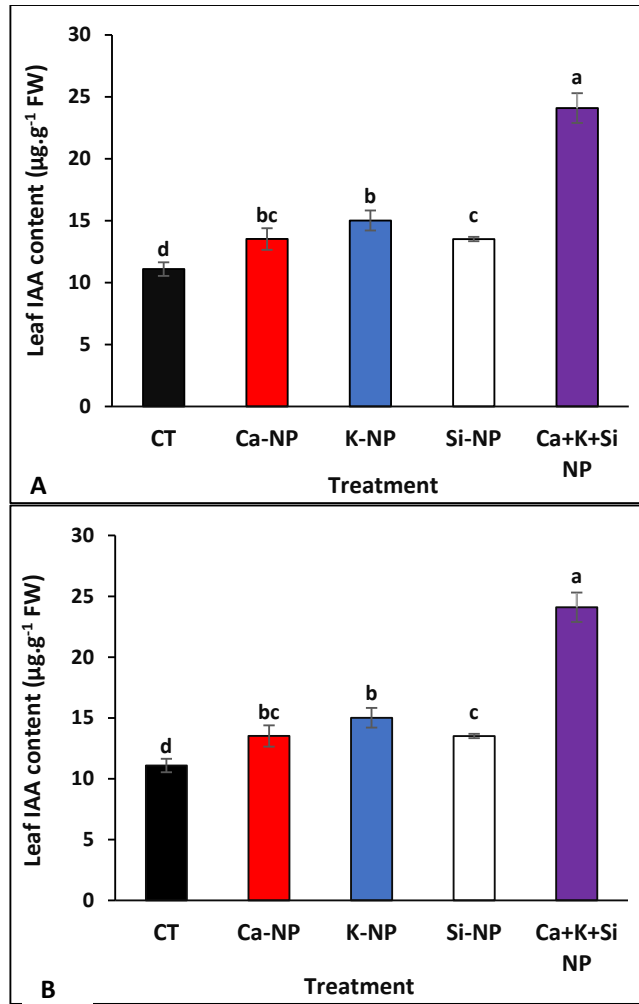 Leaf IAA content (µg.g⁻¹ FW)
30
25
20
15
10
5
0
d
bc
b
c
a
CT
Ca-NP
K-NP
Si-NP
Ca+K+Si
NP
A
Treatment
Leaf IAA content (µg.g⁻¹ FW)
30
25
20
15
10
5
0
d
bc
b
c
a
CT
Ca-NP
K-NP
Si-NP
Ca+K+Si
NP
B
Treatment